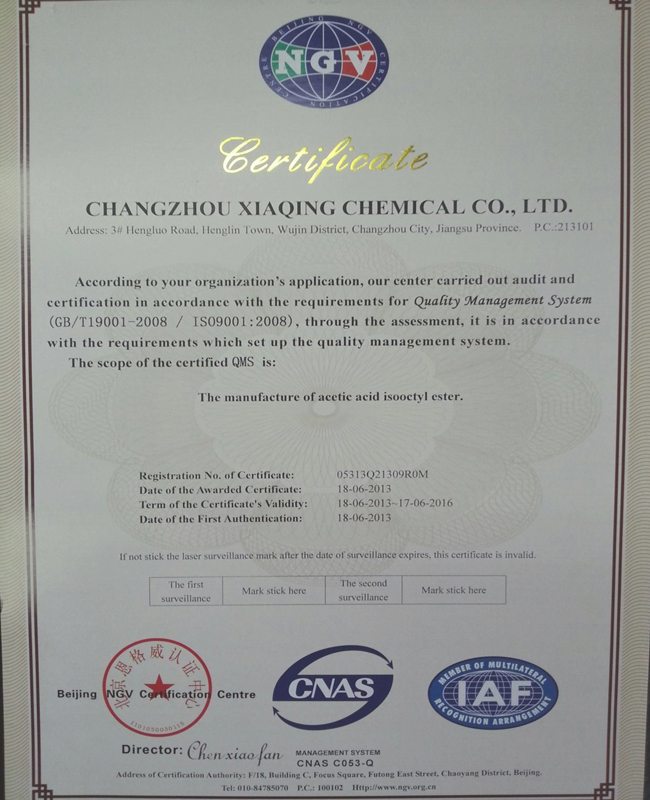 BEIJING NGV CERTIFICATION CENTRE
NGV
Certificate
CHANGZHOU XIAQING CHEMICAL CO., LTD.
Address: 3# Hengluo Road, Henglin Town, Wujin District, Changzhou City, Jiangsu Province. P.C.:213101
According to your organization's application, our center carried out audit and
certification in accordance with the requirements for Quality Management System
(GB/T19001-2008 / ISO9001:2008), through the assessment, it is in accordance
with the requirements which set up the quality management system.
The scope of the certified QMS is:
The manufacture of acetic acid isooctyl ester.
Registration No. of Certificate: 05313Q21309R0M
Date of the Awarded Certificate: 18-06-2013
Term of the Certificate's Validity: 18-06-2013~17-06-2016
Date of the First Authentication: 18-06-2013
If not stick the laser surveillance mark after the date of surveillance expires, this certificate is invalid.
The first surveillance Mark stick here The second surveillance Mark stick here
北京恩格威认证中心
Beijing NGV Certification Centre
CNAS
MEMBER OF MULTILATERAL
IAF
RECOGNITION ARRANGEMENT
Director: Chen xiao fan
MANAGEMENT SYSTEM
CNAS C053-Q
Address of Certification Authority: F/18, Building C, Focus Square, Futong East Street, Chaoyang District, Beijing.
Tel: 010-84785070 P.C.: 100102 Http://www.ngv.org.cn